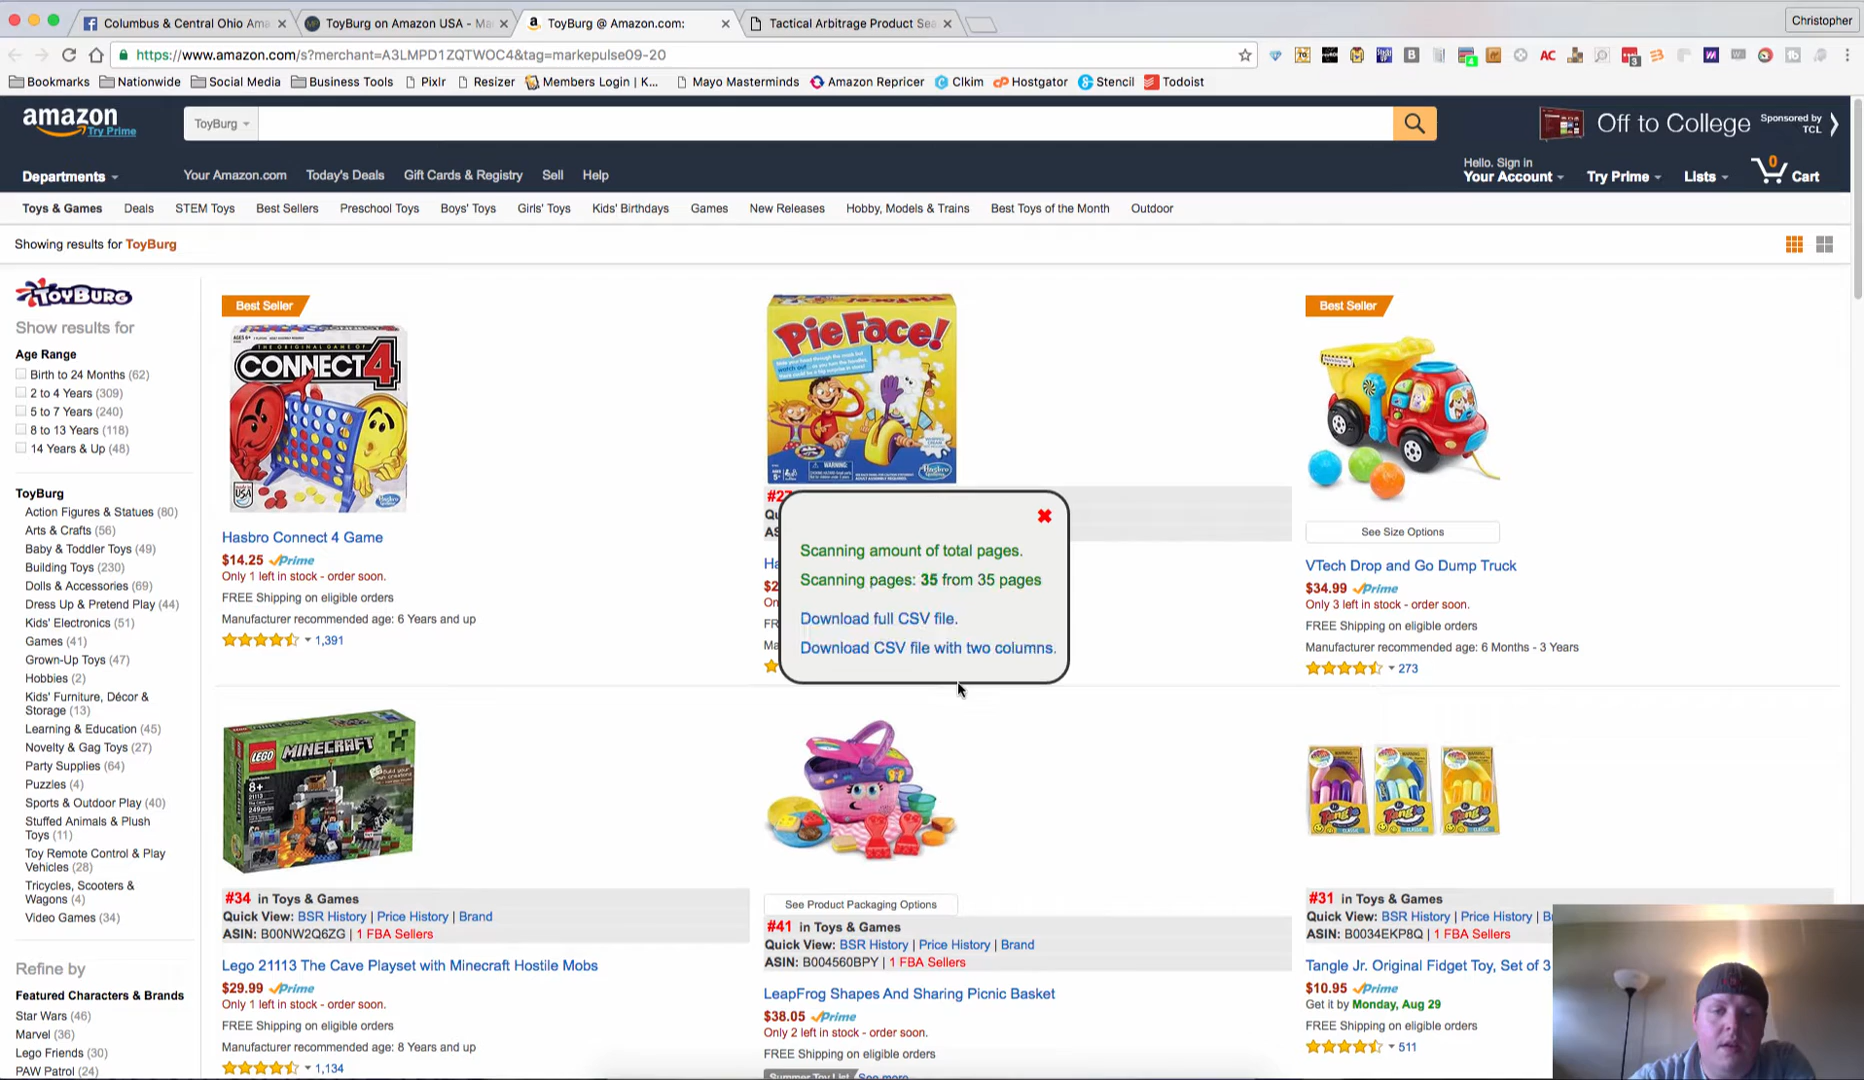 Columbus & Central Ohio Ama
ToyBurg on Amazon USA - Ma
ToyBurg @ Amazon.com:
Tactical Arbitrage Product Sea
Christopher
https://www.amazon.com/s?merchant=A3LMPD1ZQTWOC4&tag=markepulse09-20
Bookmarks Nationwide Social Media Business Tools Pixlr Resizer Members Login | K... Mayo Masterminds Amazon Repricer Clkim Hostgator Stencil Todoist
amazon
Try Prime
ToyBurg
Off to College
Sponsored by
TCL
Departments
Your Amazon.com Today's Deals Gift Cards & Registry Sell Help
Hello. Sign in
Your Account
Try Prime
Lists
0
Cart
Toys & Games Deals STEM Toys Best Sellers Preschool Toys Boys' Toys Girls' Toys Kids' Birthdays Games New Releases Hobby, Models & Trains Best Toys of the Month Outdoor
Showing results for ToyBurg
TOYBURG
Show results for
Age Range
Birth to 24 Months (62)
2 to 4 Years (309)
5 to 7 Years (240)
8 to 13 Years (118)
14 Years & Up (48)
ToyBurg
Action Figures & Statues (80)
Arts & Crafts (56)
Baby & Toddler Toys (49)
Building Toys (230)
Dolls & Accessories (69)
Dress Up & Pretend Play (44)
Kids' Electronics (51)
Games (41)
Grown-Up Toys (47)
Hobbies (2)
Kids' Furniture, Décor &
Storage (13)
Learning & Education (45)
Novelty & Gag Toys (27)
Party Supplies (64)
Puzzles (4)
Sports & Outdoor Play (40)
Stuffed Animals & Plush
Toys (11)
Toy Remote Control & Play
Vehicles (28)
Tricycles, Scooters &
Wagons (4)
Video Games (34)
Refine by
Featured Characters & Brands
Star Wars (46)
Marvel (36)
Lego Friends (30)
PAW Patrol (24)
Best Seller
CONNECT 4
Hasbro Connect 4 Game
$14.25 Prime
Only 1 left in stock - order soon.
FREE Shipping on eligible orders
Manufacturer recommended age: 6 Years and up
1,391
Pie Face!
Hasbro
#27
Qu
AS
Ha
$2
On
FR
Ma
Scanning amount of total pages.
Scanning pages: 35 from 35 pages
Download full CSV file.
Download CSV file with two columns.
Best Seller
See Size Options
VTech Drop and Go Dump Truck
$34.99 Prime
Only 3 left in stock - order soon.
FREE Shipping on eligible orders
Manufacturer recommended age: 6 Months - 3 Years
273
LEGO MINECRAFT
8+
21113
#34 in Toys & Games
Quick View: BSR History | Price History | Brand
ASIN: B00NW2Q6ZG | 1 FBA Sellers
Lego 21113 The Cave Playset with Minecraft Hostile Mobs
$29.99 Prime
Only 1 left in stock - order soon.
FREE Shipping on eligible orders
Manufacturer recommended age: 8 Years and up
1,134
See Product Packaging Options
#41 in Toys & Games
Quick View: BSR History | Price History | Brand
ASIN: B004560BPY | 1 FBA Sellers
LeapFrog Shapes And Sharing Picnic Basket
$38.05 Prime
Only 2 left in stock - order soon.
FREE Shipping on eligible orders
Summer Toy List See more
#31 in Toys & Games
Quick View: BSR History | Price History | B
ASIN: B0034EKP8Q | 1 FBA Sellers
Tangle Jr. Original Fidget Toy, Set of 3
$10.95 Prime
Get it by Monday, Aug 29
FREE Shipping on eligible orders
511